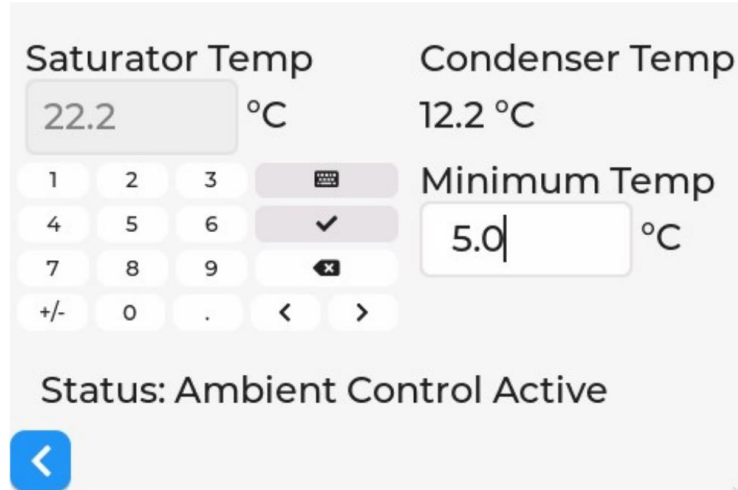 Saturator Temp
22.2 °C
Condenser Temp
12.2 °C
Minimum Temp
5.0 °C
1 2 3
4 5 6
7 8 9
+/- 0 . < >
Status: Ambient Control Active